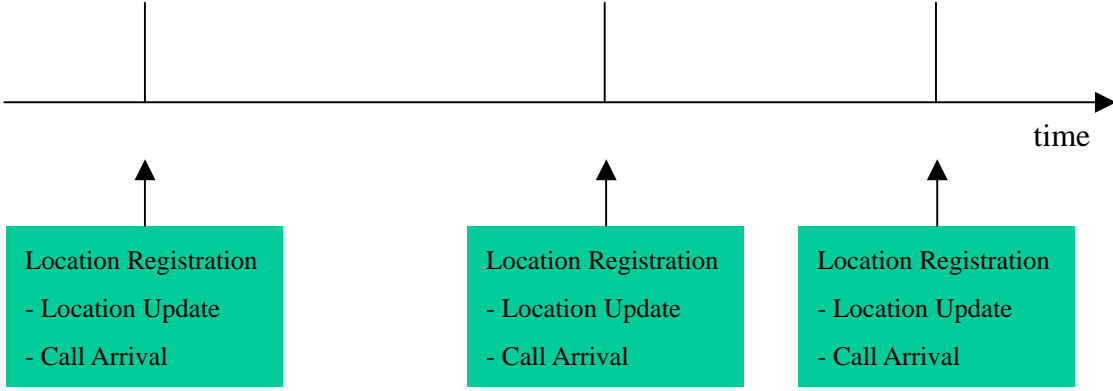 time
Location Registration
- Location Update
- Call Arrival
Location Registration
- Location Update
- Call Arrival
Location Registration
- Location Update
- Call Arrival